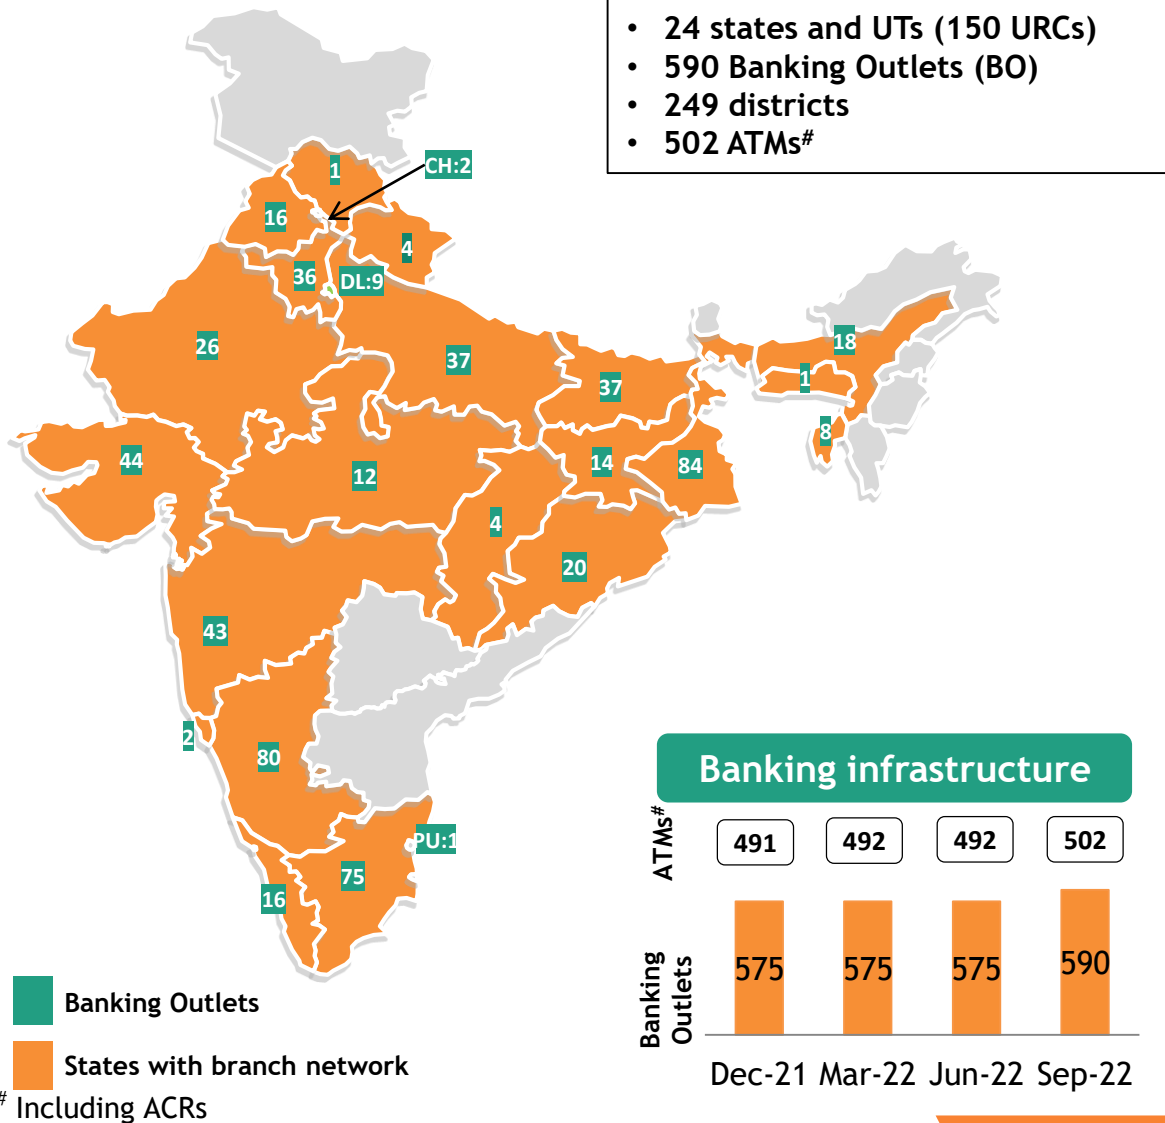 • 24 states and UTs (150 URCs)
• 590 Banking Outlets (BO)
• 249 districts
• 502 ATMs#
1
CH:2
16
4
36
DL:9
26
37
37
18
1
8
44
12
14
84
4
20
43
2
80
PU:1
75
16
Banking infrastructure
ATMs#
491
492
492
502
Banking
Outlets
575
575
575
590
Dec-21
Mar-22
Jun-22
Sep-22
Banking Outlets
States with branch network
# Including ACRs